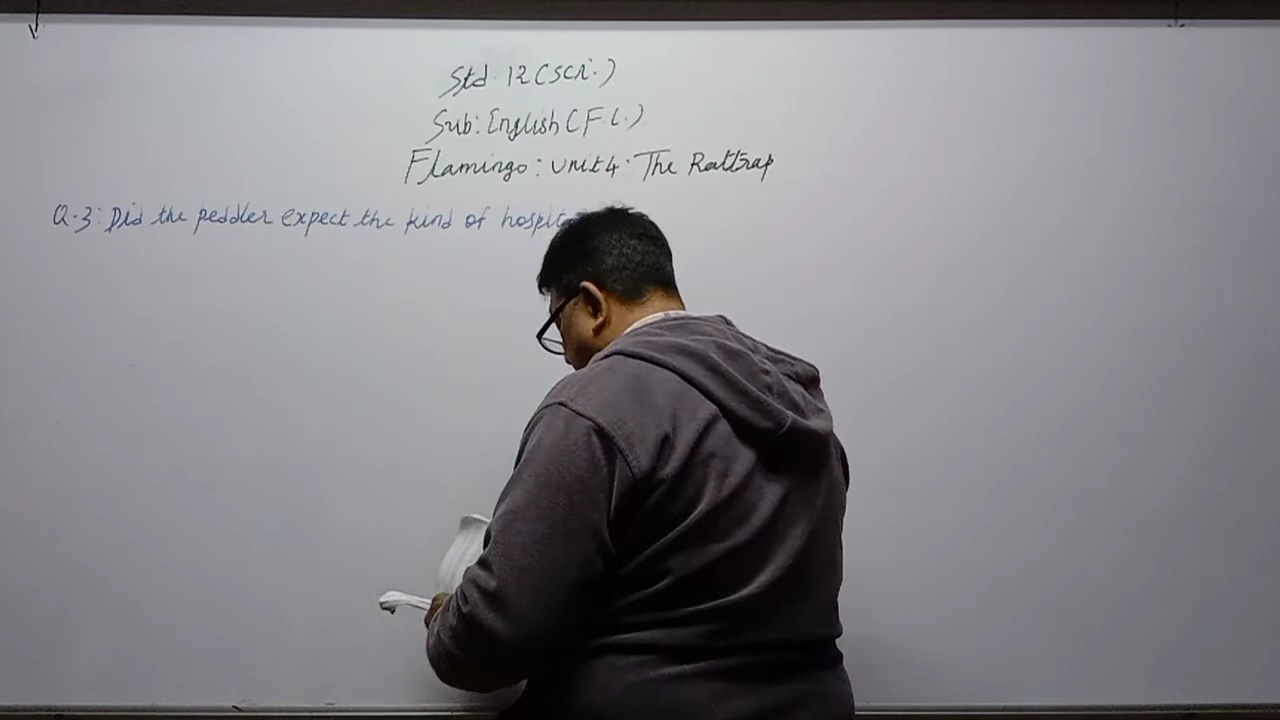 Std. 12 (Sci.)
Sub: English (F.L.)
Flamingo: Unit 4: The Rattrap
Q.3: Did the peddler expect the kind of hospit